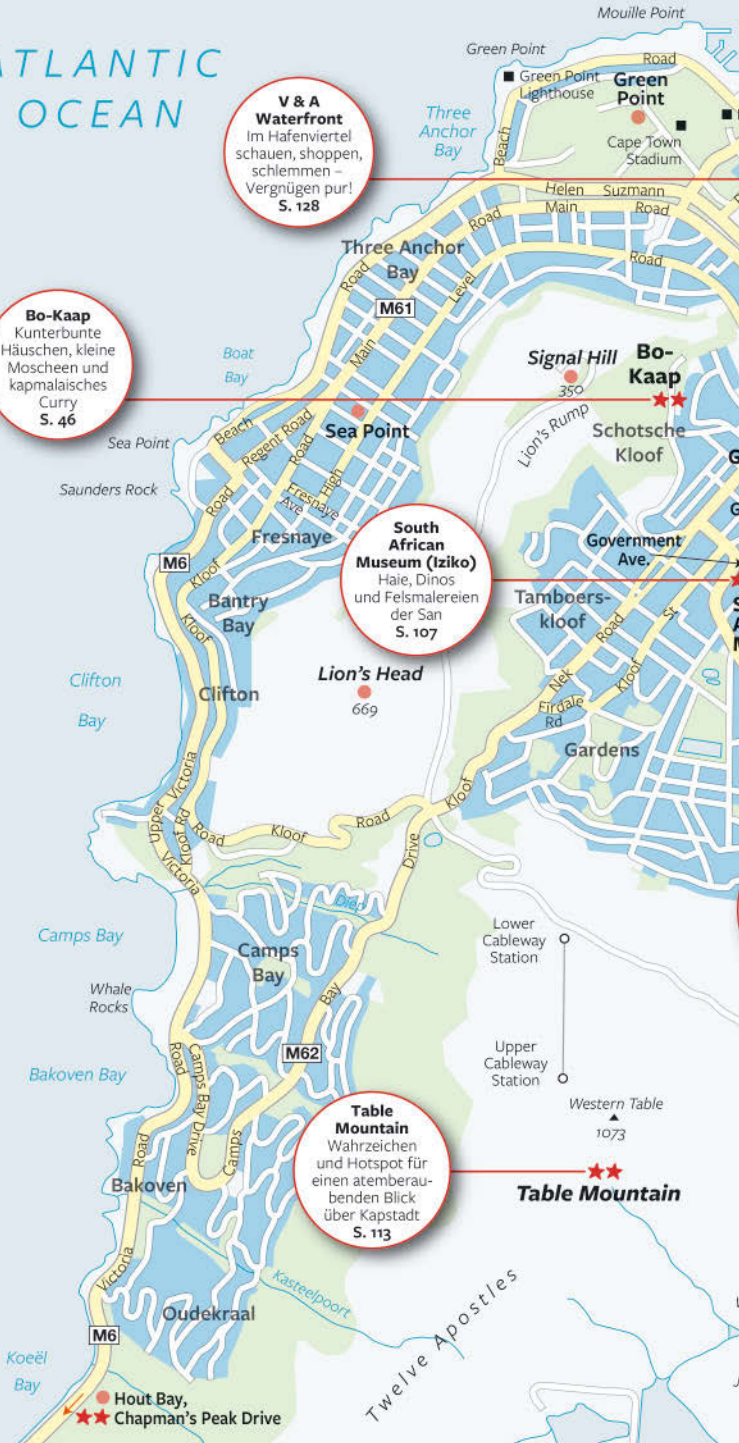 Mouille Point
ATLANTIC
OCEAN
Green Point
Road
Green Point
Lighthouse
Green
Point
V & A
Waterfront
Im Hafenviertel
schauen, shoppen,
schlemmen –
Vergnügen pur!
S. 128
Three
Anchor
Bay
Beach
Cape Town
Stadium
Helen Suzmann
Main Road
Road
Road
Three Anchor
Bay
Road
Level
M61
Main
Bo-Kaap
Kunterbunte
Häuschen, kleine
Moscheen und
kapmalaisches
Curry
S. 46
Boat
Bay
Signal Hill
350
Bo-
Kaap
Lion's Rump
Schotsche
Kloof
Sea Point
Beach
Regent Road
Road
High
Sea Point
Saunders Rock
Road
Fresnaye
Ave
Fresnaye
South
African
Museum (Iziko)
Haie, Dinos
und Felsmalereien
der San
S. 107
Government
Ave.
M6
Kloof
Bantry
Bay
Kloof
Tamboers-
kloof
Road
St
Nek
Kloof
Firdale
Rd
Clifton
Bay
Clifton
Lion's Head
669
Gardens
Victoria
Upper
Kloof Rd
Road
Kloof
Road
Kloof
Victoria
Drive
Diep
Camps Bay
Camps
Bay
Lower
Cableway
Station
Whale
Rocks
Bay
Road
Camps Bay Drive
M62
Upper
Cableway
Station
Bakoven Bay
Western Table
1073
Table
Mountain
Wahrzeichen
und Hotspot für
einen atemberau-
benden Blick
über Kapstadt
S. 113
Table Mountain
Road
Camps
Bakoven
Victoria
Kasteelpoort
Oudekraal
Twelve Apostles
M6
Koeël
Bay
Hout Bay,
Chapman's Peak Drive